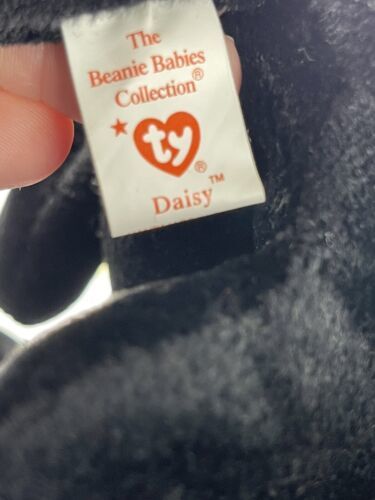 The
Beanie Babies
Collection®
ty®
Daisy™